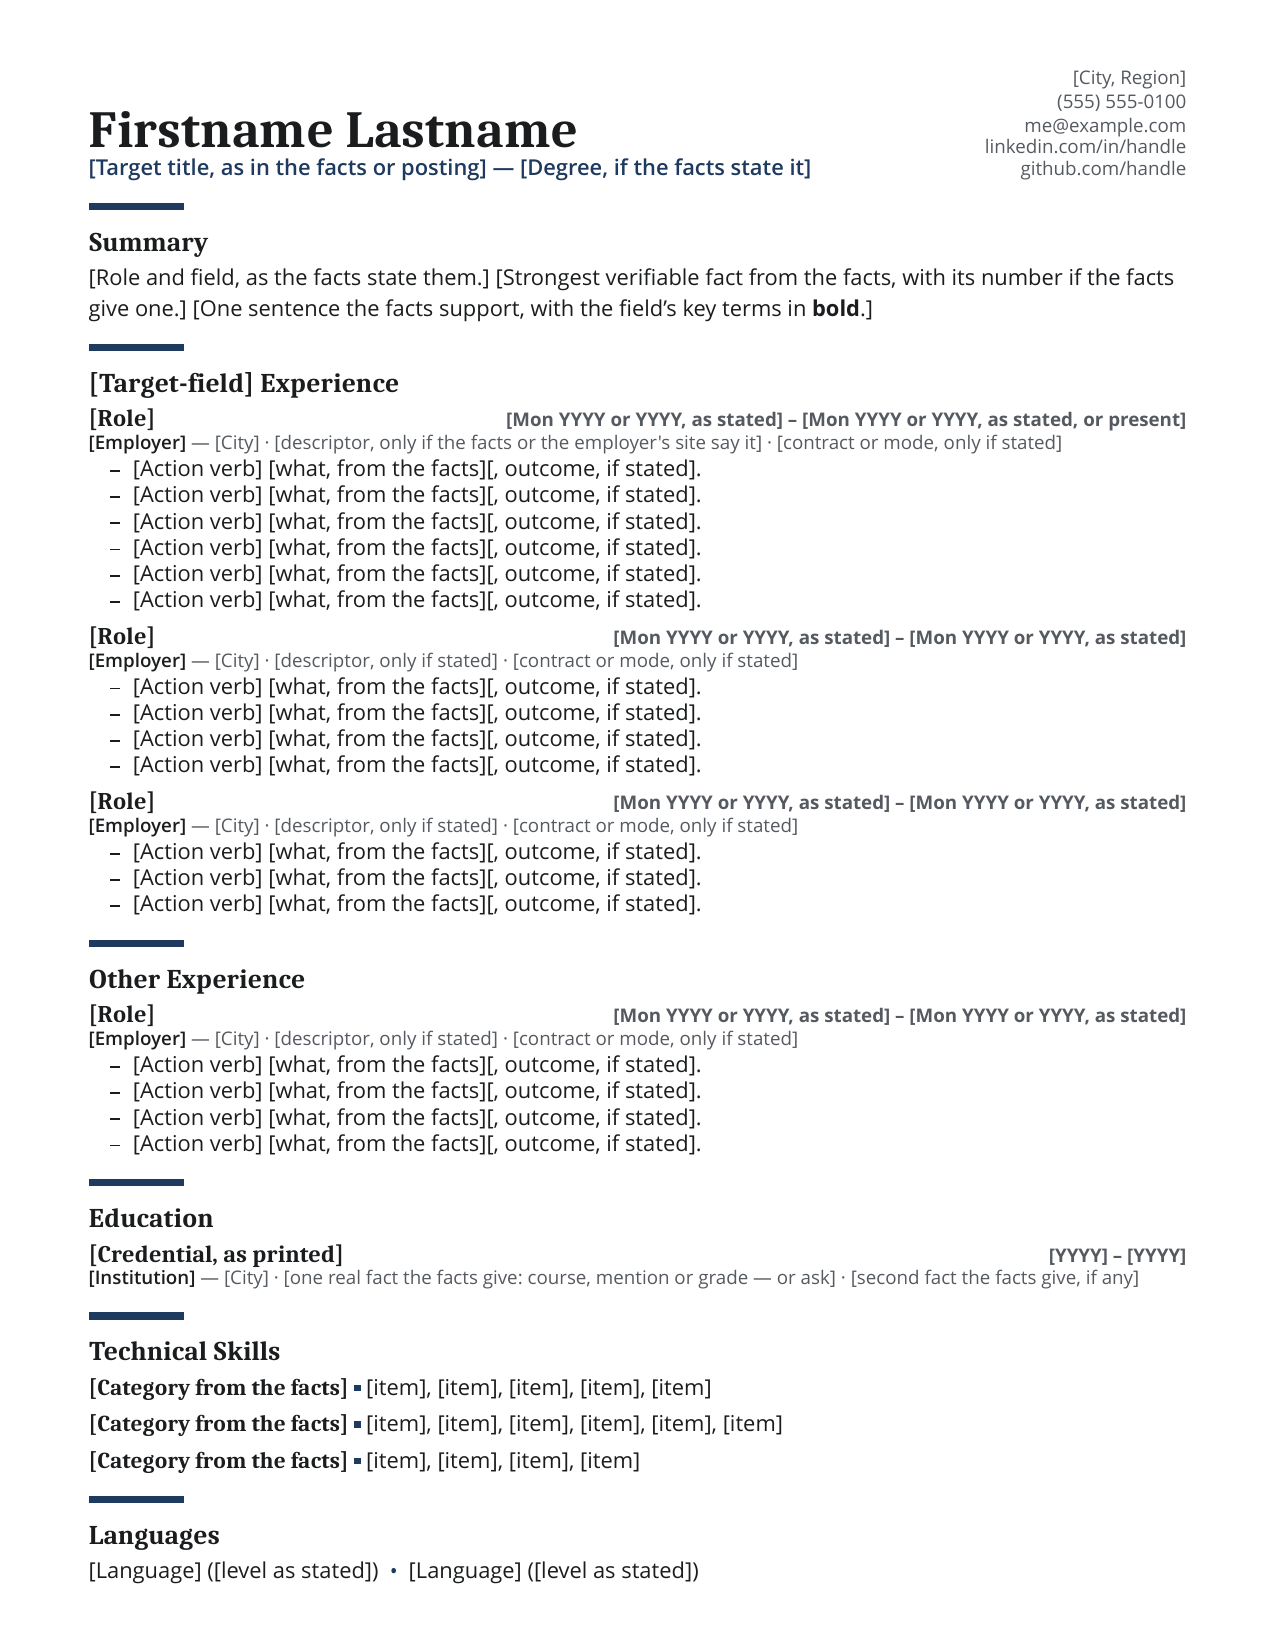 Firstname Lastname
[Target title, as in the facts or posting] — [Degree, if the facts state it]
[City, Region]
(555) 555-0100
me@example.com
linkedin.com/in/handle
github.com/handle
Summary
[Role and field, as the facts state them.] [Strongest verifiable fact from the facts, with its number if the facts
give one.] [One sentence the facts support, with the field’s key terms in bold.]
[Target-field] Experience
[Role] [Mon YYYY or YYYY, as stated] – [Mon YYYY or YYYY, as stated, or present]
[Employer] — [City] · [descriptor, only if the facts or the employer's site say it] · [contract or mode, only if stated]
– [Action verb] [what, from the facts][, outcome, if stated].
– [Action verb] [what, from the facts][, outcome, if stated].
– [Action verb] [what, from the facts][, outcome, if stated].
– [Action verb] [what, from the facts][, outcome, if stated].
– [Action verb] [what, from the facts][, outcome, if stated].
– [Action verb] [what, from the facts][, outcome, if stated].
[Role] [Mon YYYY or YYYY, as stated] – [Mon YYYY or YYYY, as stated]
[Employer] — [City] · [descriptor, only if stated] · [contract or mode, only if stated]
– [Action verb] [what, from the facts][, outcome, if stated].
– [Action verb] [what, from the facts][, outcome, if stated].
– [Action verb] [what, from the facts][, outcome, if stated].
– [Action verb] [what, from the facts][, outcome, if stated].
[Role] [Mon YYYY or YYYY, as stated] – [Mon YYYY or YYYY, as stated]
[Employer] — [City] · [descriptor, only if stated] · [contract or mode, only if stated]
– [Action verb] [what, from the facts][, outcome, if stated].
– [Action verb] [what, from the facts][, outcome, if stated].
– [Action verb] [what, from the facts][, outcome, if stated].
Other Experience
[Role] [Mon YYYY or YYYY, as stated] – [Mon YYYY or YYYY, as stated]
[Employer] — [City] · [descriptor, only if stated] · [contract or mode, only if stated]
– [Action verb] [what, from the facts][, outcome, if stated].
– [Action verb] [what, from the facts][, outcome, if stated].
– [Action verb] [what, from the facts][, outcome, if stated].
– [Action verb] [what, from the facts][, outcome, if stated].
Education
[Credential, as printed] [YYYY] – [YYYY]
[Institution] — [City] · [one real fact the facts give: course, mention or grade — or ask] · [second fact the facts give, if any]
Technical Skills
[Category from the facts] ▪ [item], [item], [item], [item], [item]
[Category from the facts] ▪ [item], [item], [item], [item], [item], [item]
[Category from the facts] ▪ [item], [item], [item], [item]
Languages
[Language] ([level as stated]) • [Language] ([level as stated])